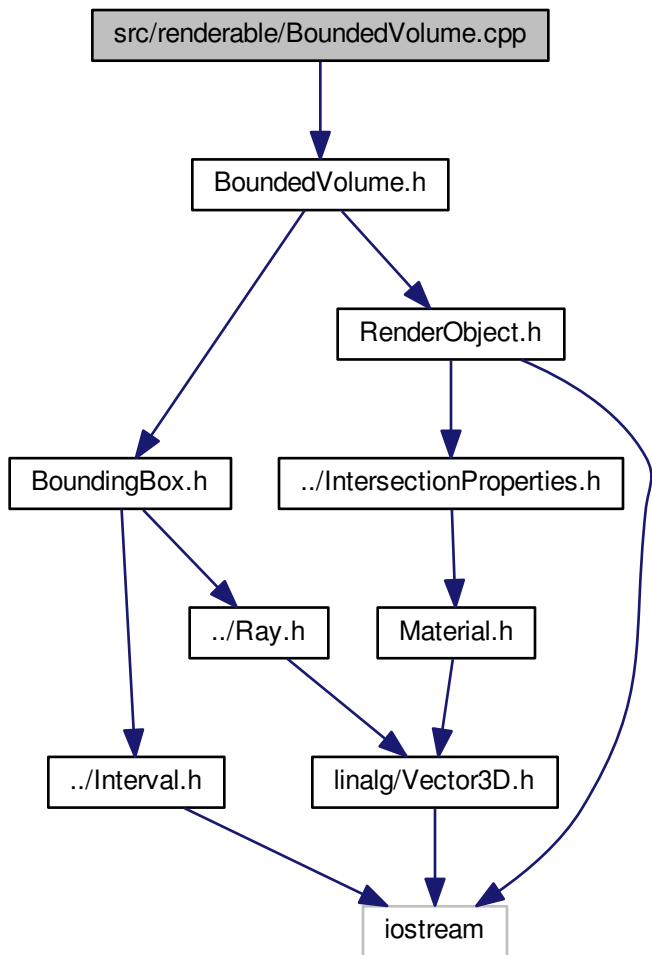 src/renderable/BoundedVolume.cpp
BoundedVolume.h
RenderObject.h
BoundingBox.h
../IntersectionProperties.h
../Ray.h
Material.h
../Interval.h
linalg/Vector3D.h
iostream